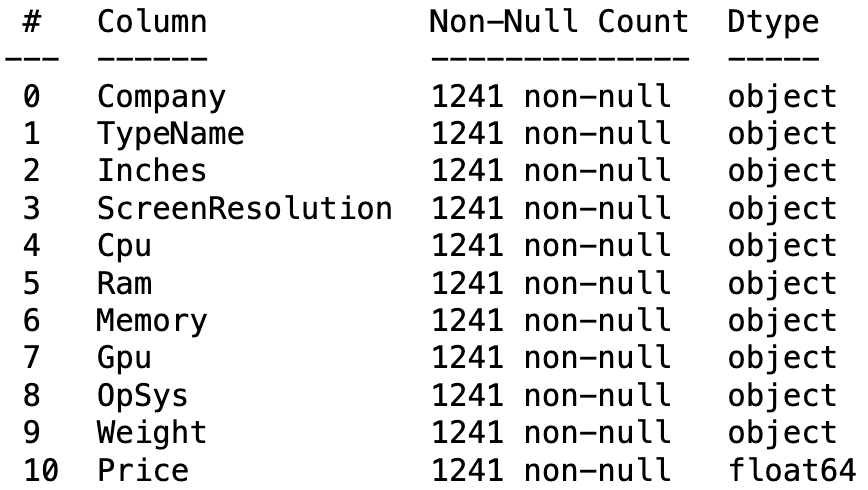 #   Column            Non-Null Count  Dtype
---  ------            --------------  -----
0   Company           1241 non-null   object
1   TypeName          1241 non-null   object
2   Inches            1241 non-null   object
3   ScreenResolution  1241 non-null   object
4   Cpu               1241 non-null   object
5   Ram               1241 non-null   object
6   Memory            1241 non-null   object
7   Gpu               1241 non-null   object
8   OpSys             1241 non-null   object
9   Weight            1241 non-null   object
10  Price             1241 non-null   float64